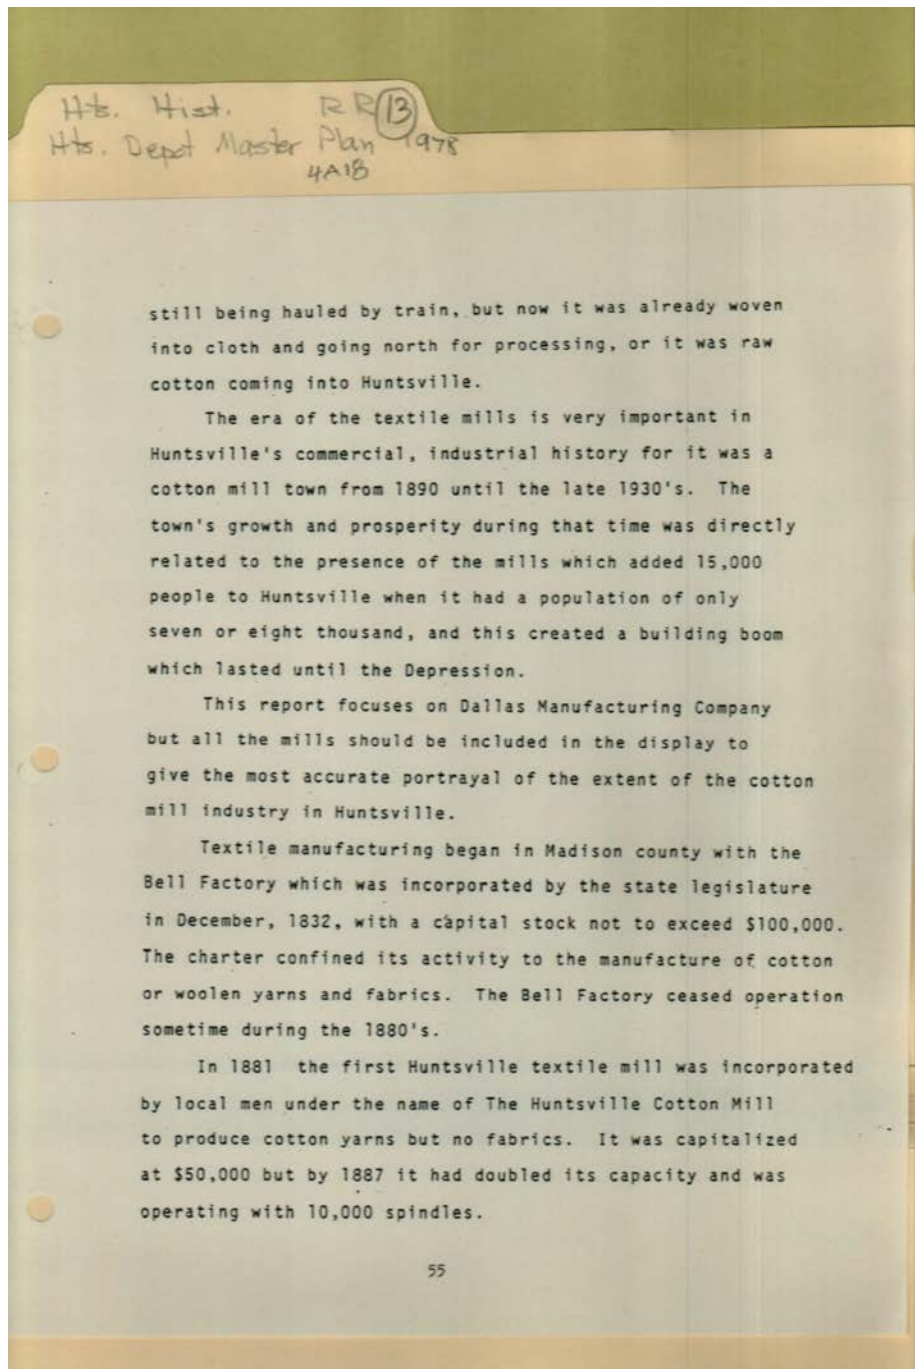 Hts. Hist. RR 13
Hts. Depot Master Plan 1978
4A18
still being hauled by train, but now it was already woven
into cloth and going north for processing, or it was raw
cotton coming into Huntsville.
The era of the textile mills is very important in
Huntsville's commercial, industrial history for it was a
cotton mill town from 1890 until the late 1930's. The
town's growth and prosperity during that time was directly
related to the presence of the mills which added 15,000
people to Huntsville when it had a population of only
seven or eight thousand, and this created a building boom
which lasted until the Depression.
This report focuses on Dallas Manufacturing Company
but all the mills should be included in the display to
give the most accurate portrayal of the extent of the cotton
mill industry in Huntsville.
Textile manufacturing began in Madison county with the
Bell Factory which was incorporated by the state legislature
in December, 1832, with a capital stock not to exceed $100,000.
The charter confined its activity to the manufacture of cotton
or woolen yarns and fabrics. The Bell Factory ceased operation
sometime during the 1880's.
In 1881 the first Huntsville textile mill was incorporated
by local men under the name of The Huntsville Cotton Mill
to produce cotton yarns but no fabrics. It was capitalized
at $50,000 but by 1887 it had doubled its capacity and was
operating with 10,000 spindles.
55